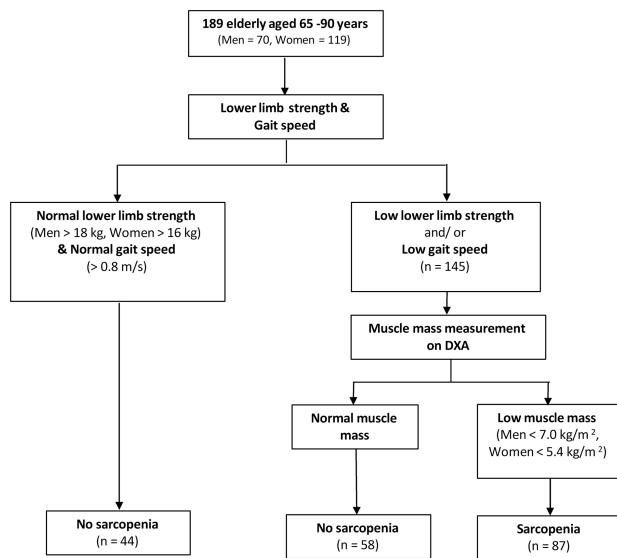 189 elderly aged 65 -90 years
(Men = 70, Women = 119)
Lower limb strength &
Gait speed
Normal lower limb strength
(Men > 18 kg, Women > 16 kg)
& Normal gait speed
(> 0.8 m/s)
Low lower limb strength
and/ or
Low gait speed
(n = 145)
Muscle mass measurement
on DXA
Normal muscle
mass
Low muscle mass
(Men < 7.0 kg/m²,
Women < 5.4 kg/m²)
No sarcopenia
(n = 44)
No sarcopenia
(n = 58)
Sarcopenia
(n = 87)